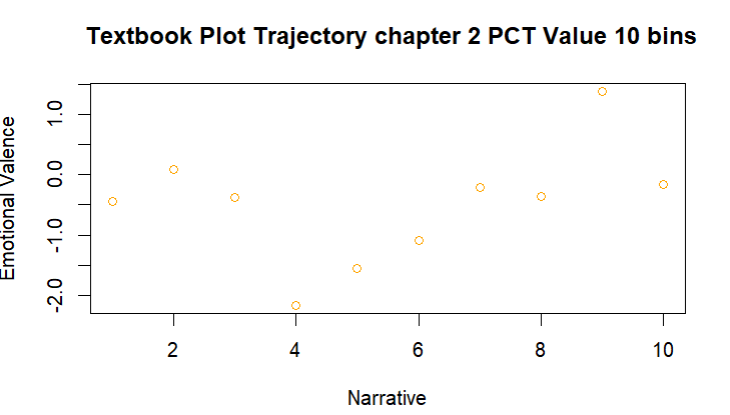 Textbook Plot Trajectory chapter 2 PCT Value 10 bins
Emotional Valence
1.0
0.0
-1.0
-2.0
2 4 6 8 10
Narrative